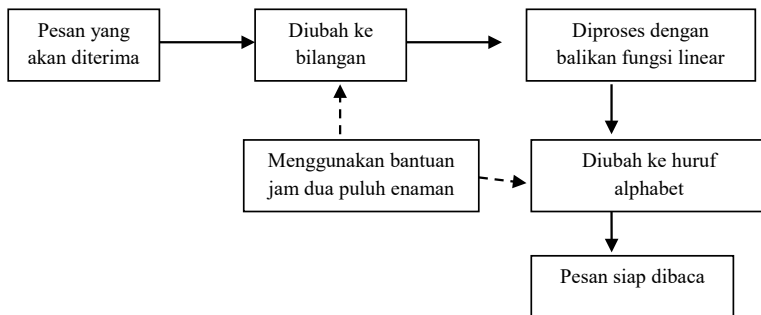 Pesan yang
akan diterima
Diubah ke
bilangan
Diproses dengan
balikan fungsi linear
Menggunakan bantuan
jam dua puluh enaman
Diubah ke huruf
alphabet
Pesan siap dibaca